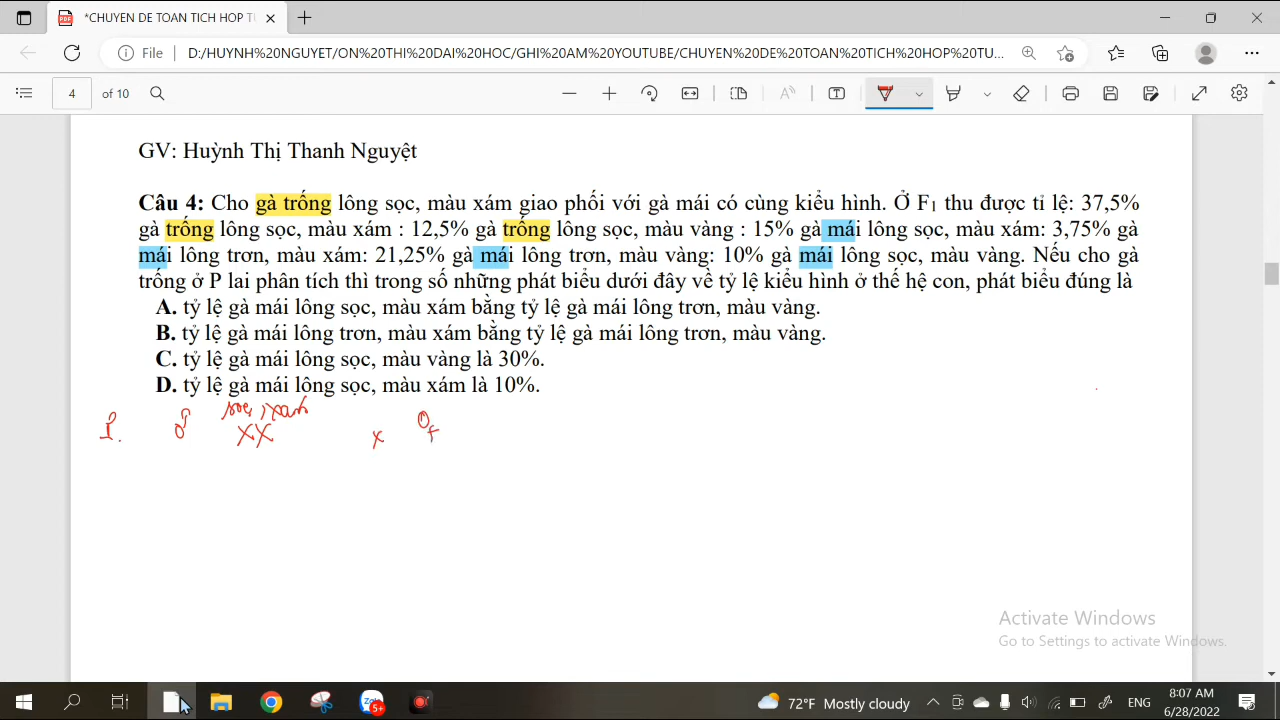 *CHUYEN DE TOAN TICH HOP TU
File
D:/HUYNH%20NGUYET/ON%20THI%20DAI%20HOC/GHI%20AM%20YOUTUBE/CHUYEN%20DE%20TOAN%20TICH%20HOP%20TU...
4 of 10
GV: Huỳnh Thị Thanh Nguyệt
Câu 4: Cho gà trống lông sọc, màu xám giao phối với gà mái có cùng kiểu hình. Ở F1 thu được tỉ lệ: 37,5%
gà trống lông sọc, màu xám : 12,5% gà trống lông sọc, màu vàng : 15% gà mái lông sọc, màu xám: 3,75% gà
mái lông trơn, màu xám: 21,25% gà mái lông trơn, màu vàng: 10% gà mái lông sọc, màu vàng. Nếu cho gà
trống ở P lai phân tích thì trong số những phát biểu dưới đây về tỷ lệ kiểu hình ở thế hệ con, phát biểu đúng là
A. tỷ lệ gà mái lông sọc, màu xám bằng tỷ lệ gà mái lông trơn, màu vàng.
B. tỷ lệ gà mái lông trơn, màu xám bằng tỷ lệ gà mái lông trơn, màu vàng.
C. tỷ lệ gà mái lông sọc, màu vàng là 30%.
D. tỷ lệ gà mái lông sọc, màu xám là 10%.
P. ♂ XX x ♀
Activate Windows
Go to Settings to activate Windows.
Zalo 5+
72°F Mostly cloudy
ENG
8:07 AM
6/28/2022